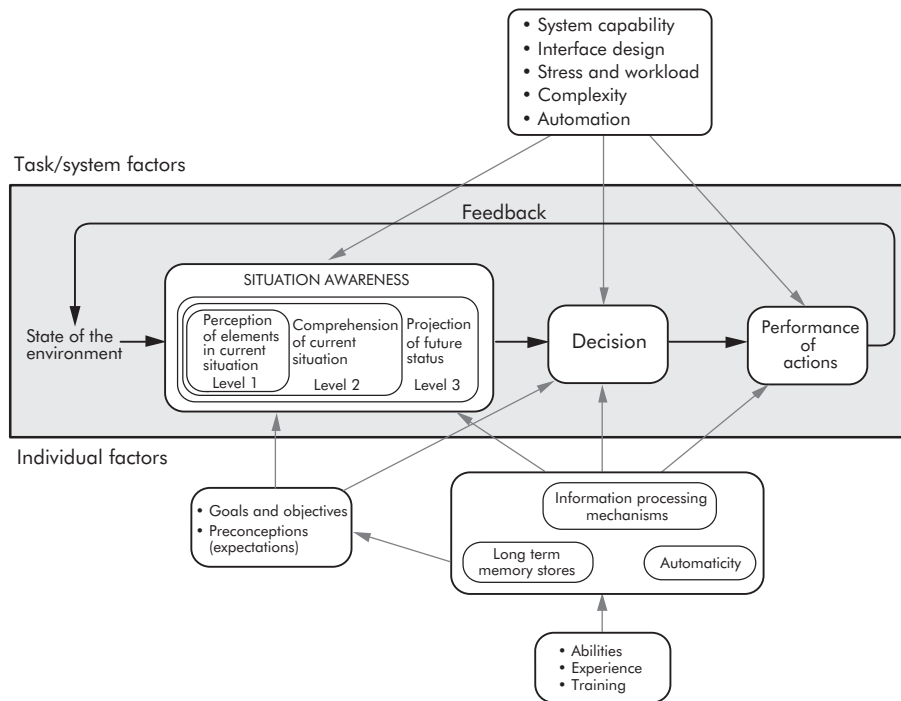 • System capability
• Interface design
• Stress and workload
• Complexity
• Automation
Task/system factors
Feedback
SITUATION AWARENESS
Perception
of elements
in current
situation
Level 1
Comprehension
of current
situation
Level 2
Projection
of future
status
Level 3
State of the
environment
Decision
Performance
of
actions
Individual factors
• Goals and objectives
• Preconceptions
(expectations)
Information processing
mechanisms
Long term
memory stores
Automaticity
• Abilities
• Experience
• Training